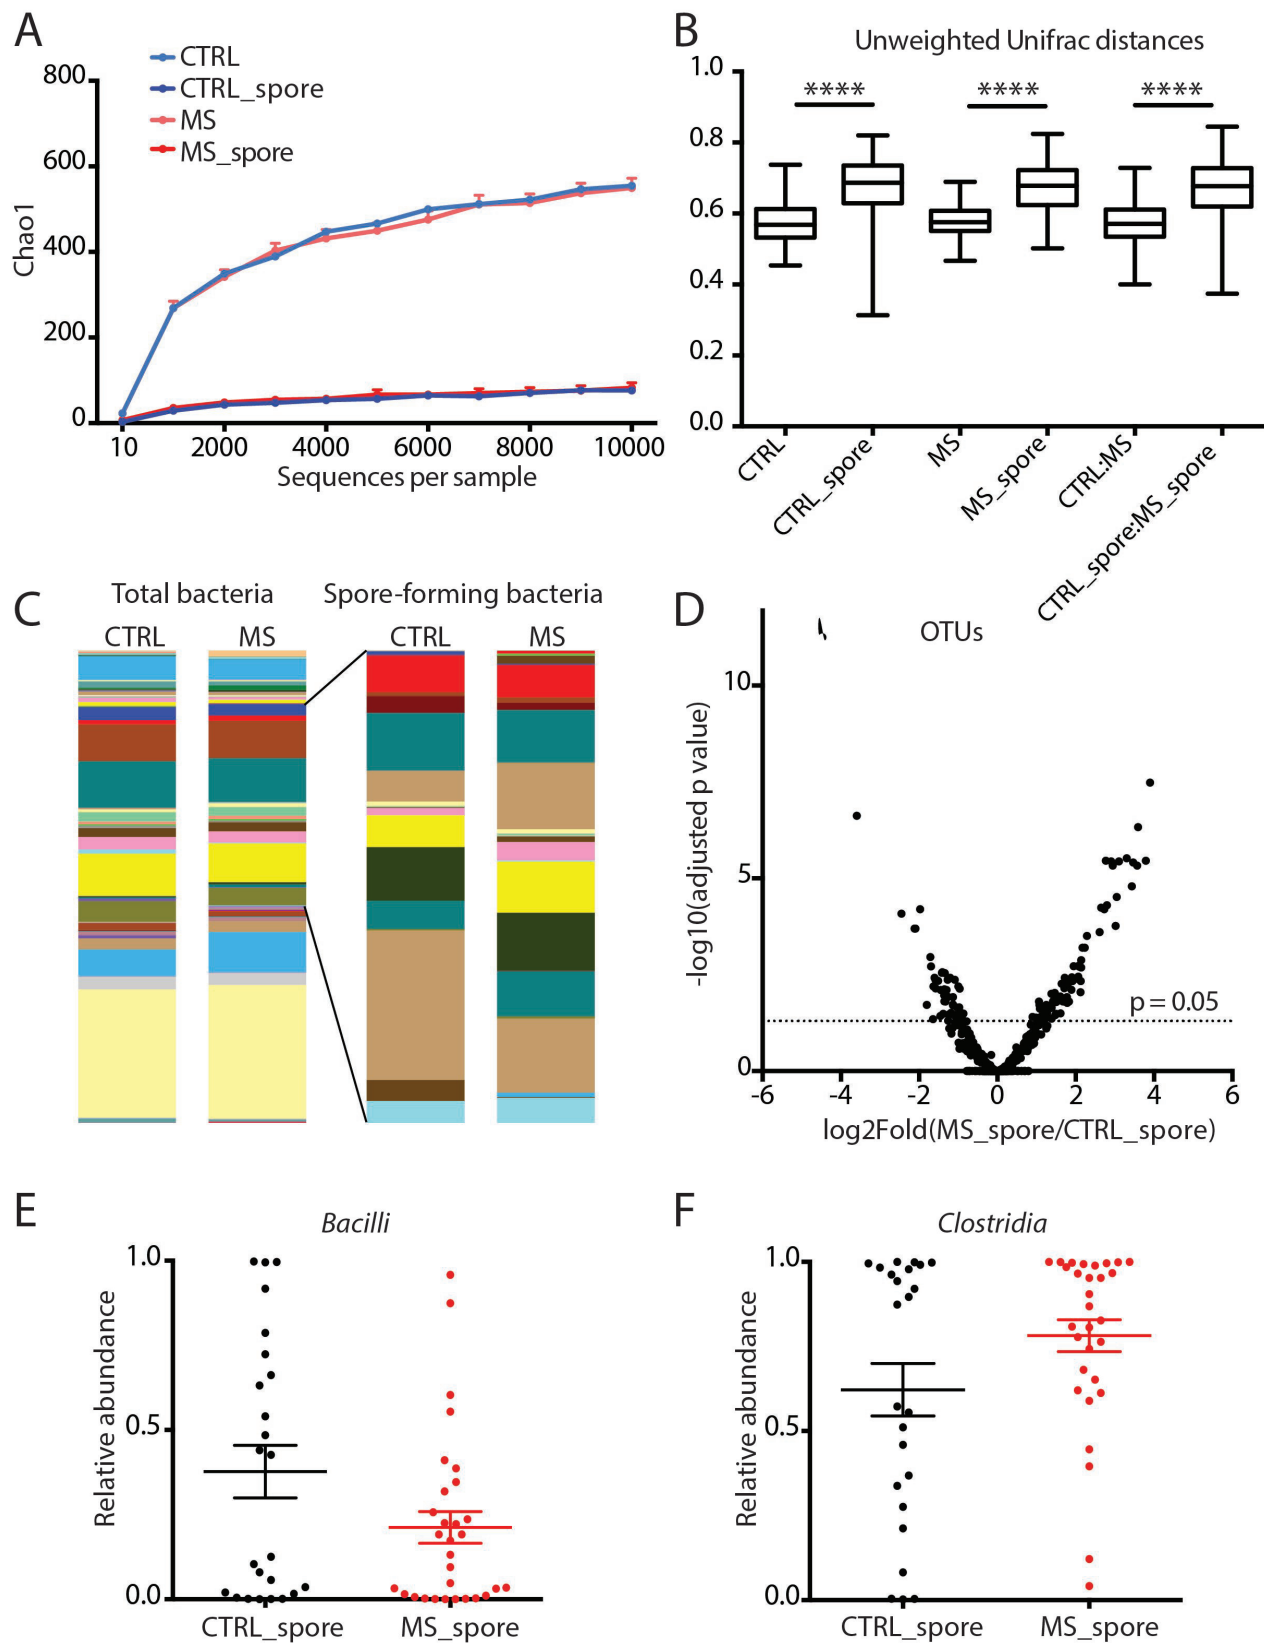 A
CTRL
CTRL_spore
MS
MS_spore
800
600
400
200
0
Chao1
10 2000 4000 6000 8000 10000
Sequences per sample
B
Unweighted Unifrac distances
**** **** ****
1.0
0.8
0.6
0.4
0.2
0.0
CTRL
CTRL_spore
MS
MS_spore
CTRL:MS
CTRL_spore:MS_spore
C
Total bacteria Spore-forming bacteria
CTRL MS CTRL MS
D
OTUs
10
5
0
-log10(adjusted p value)
p = 0.05
-6 -4 -2 0 2 4 6
log2Fold(MS_spore/CTRL_spore)
E
Bacilli
1.0
0.5
0.0
Relative abundance
CTRL_spore MS_spore
F
Clostridia
1.0
0.5
0.0
Relative abundance
CTRL_spore MS_spore